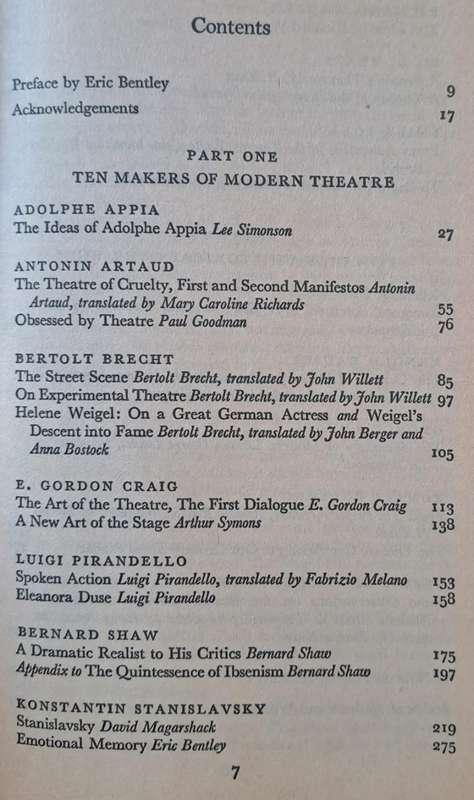 Contents
Preface by Eric Bentley 9
Acknowledgements 17
PART ONE
TEN MAKERS OF MODERN THEATRE
ADOLPHE APPIA
The Ideas of Adolphe Appia Lee Simonson 27
ANTONIN ARTAUD
The Theatre of Cruelty, First and Second Manifestos Antonin
Artaud, translated by Mary Caroline Richards 55
Obsessed by Theatre Paul Goodman 76
BERTOLT BRECHT
The Street Scene Bertolt Brecht, translated by John Willett 85
On Experimental Theatre Bertolt Brecht, translated by John Willett 97
Helene Weigel: On a Great German Actress and Weigel's
Descent into Fame Bertolt Brecht, translated by John Berger and
Anna Bostock 105
E. GORDON CRAIG
The Art of the Theatre, The First Dialogue E. Gordon Craig 113
A New Art of the Stage Arthur Symons 138
LUIGI PIRANDELLO
Spoken Action Luigi Pirandello, translated by Fabrizio Melano 153
Eleanora Duse Luigi Pirandello 158
BERNARD SHAW
A Dramatic Realist to His Critics Bernard Shaw 175
Appendix to The Quintessence of Ibsenism Bernard Shaw 197
KONSTANTIN STANISLAVSKY
Stanislavsky David Magarshack 219
Emotional Memory Eric Bentley 275
7